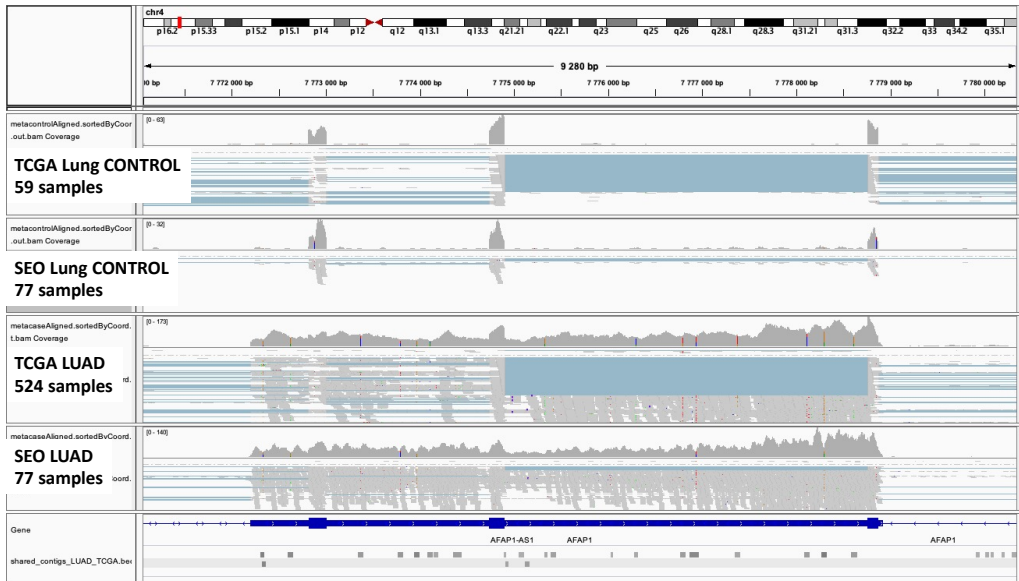 chr4
p16.2 p15.33 p15.2 p15.1 p14 p12 q12 q13.1 q13.3 q21.21 q22.1 q23 q25 q26 q28.1 q28.3 q31.21 q31.3 q32.2 q33 q34.2 q35.1
9 280 bp
00 bp 7 772 000 bp 7 773 000 bp 7 774 000 bp 7 775 000 bp 7 776 000 bp 7 777 000 bp 7 778 000 bp 7 779 000 bp 7 780 000 bp
metacontrolAligned.sortedByCoor
.out.bam Coverage
[0 - 63]
TCGA Lung CONTROL
59 samples
metacontrolAligned.sortedByCoor
.out.bam Coverage
[0 - 32]
SEO Lung CONTROL
77 samples
metacaseAligned.sortedByCoord.
t.bam Coverage
[0 - 173]
TCGA LUAD
524 samples
rd.
metacaseAligned.sortedByCoord.
[0 - 140]
SEO LUAD
77 samples
oord.
Gene
AFAP1-AS1 AFAP1 AFAP1
shared_contigs_LUAD_TCGA.be